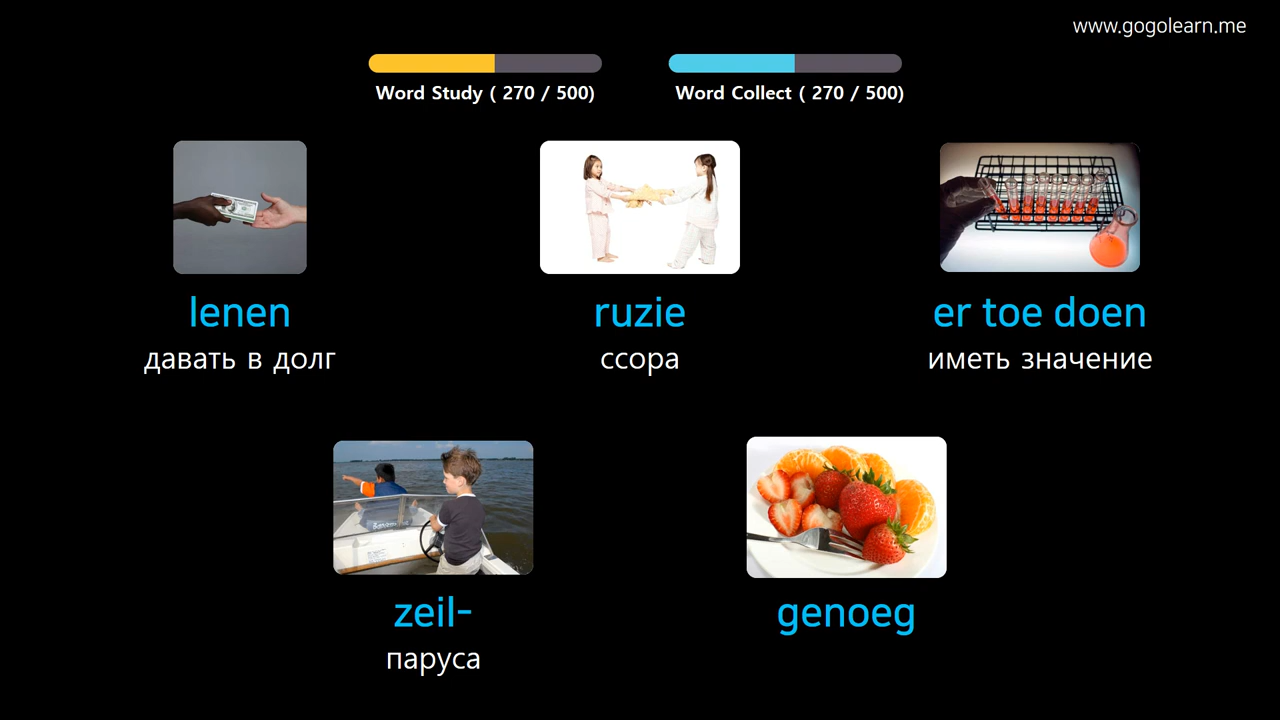 www.gogolearn.me
Word Study ( 270 / 500)
Word Collect ( 270 / 500)
lenen
давать в долг
ruzie
ссора
er toe doen
иметь значение
zeil-
паруса
genoeg